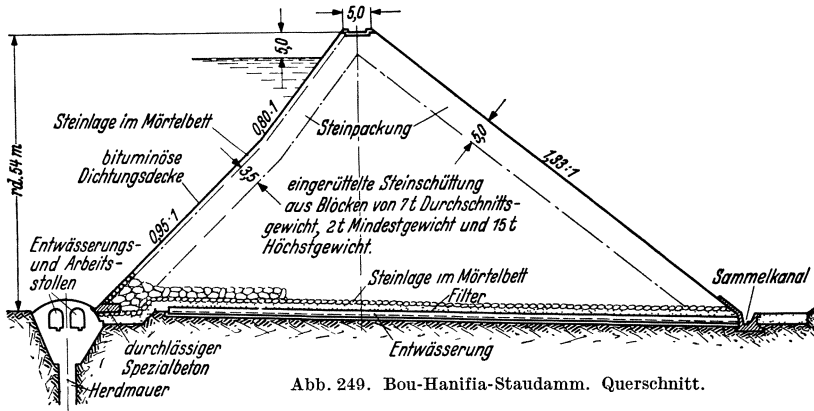 5,0
5,0
rd. 54 m
Steinlage im Mörtelbett
0,80:1
Steinpackung
5,0
1,33:1
bituminöse
Dichtungsdecke
3,5
0,95:1
eingerüttelte Steinschüttung
aus Blöcken von 7 t Durchschnitts-
gewicht, 2 t Mindestgewicht und 15 t
Höchstgewicht.
Entwässerungs-
und Arbeits-
stollen
Steinlage im Mörtelbett
Filter
Sammelkanal
durchlässiger
Spezialbeton
Entwässerung
Herdmauer
Abb. 249. Bou-Hanifia-Staudamm. Querschnitt.